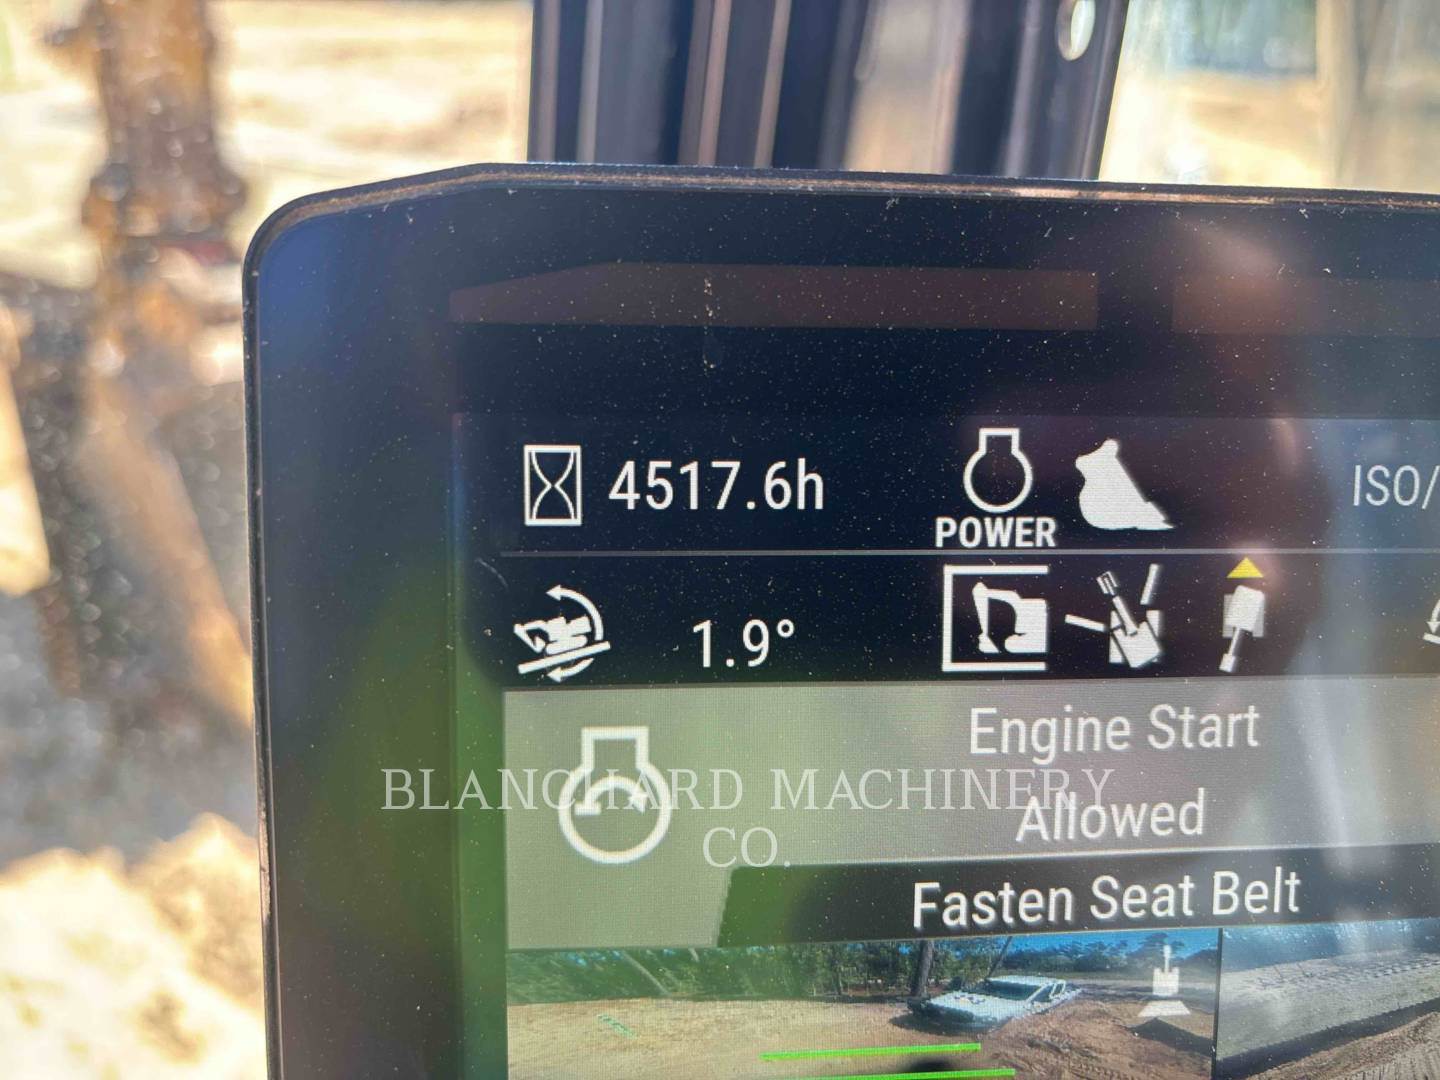 4517.6h
POWER
ISO/
1.9°
Engine Start
Allowed
BLANCHARD MACHINERY
CO.
Fasten Seat Belt